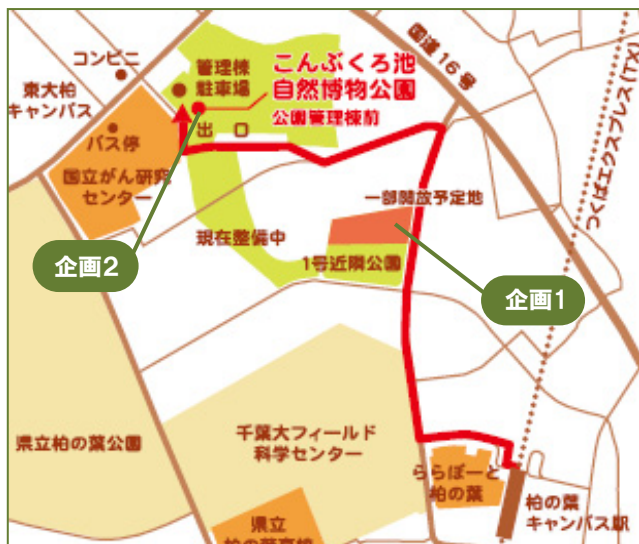 コンビニ
東大柏
キャンパス
管理棟
駐車場
出 口
こんぶくろ池
自然博物公園
公園管理棟前
国道16号
つくばエクスプレス(TX)
バス停
国立がん研究
センター
一部開放予定地
現在整備中
1号近隣公園
企画2
企画1
県立柏の葉公園
千葉大フィールド
科学センター
ららぽーと
柏の葉
柏の葉
キャンパス駅
県立